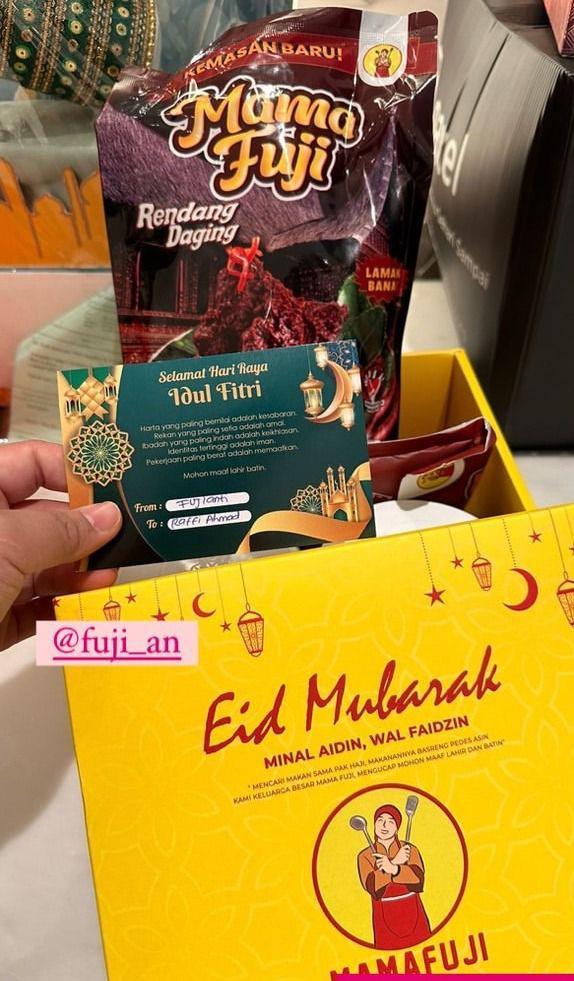 KEMASAN BARU!
Mama
Fuji
Rendang
Daging
LAMAK
BANA
Selamat Hari Raya
Idul Fitri
Harta yang paling bernilai adalah kesabaran.
Rekan yang paling setia adalah amal.
Ibadah yang paling indah adalah keikhlasan.
Identitas tertinggi adalah iman.
Pekerjaan paling berat adalah memaafkan.
Mohon maaf lahir batin.
From : Fujianti
To : Raffi Ahmad
@fuji_an
Eid Mubarak
MINAL AIDIN, WAL FAIDZIN
" MENCARI MAKAN SAMA PAK HAJI, MAKANANNYA BASRENG PEDES ASIN
KAMI KELUARGA BESAR MAMA FUJI, MENGUCAP MOHON MAAF LAHIR DAN BATIN"
MAMAFUJI